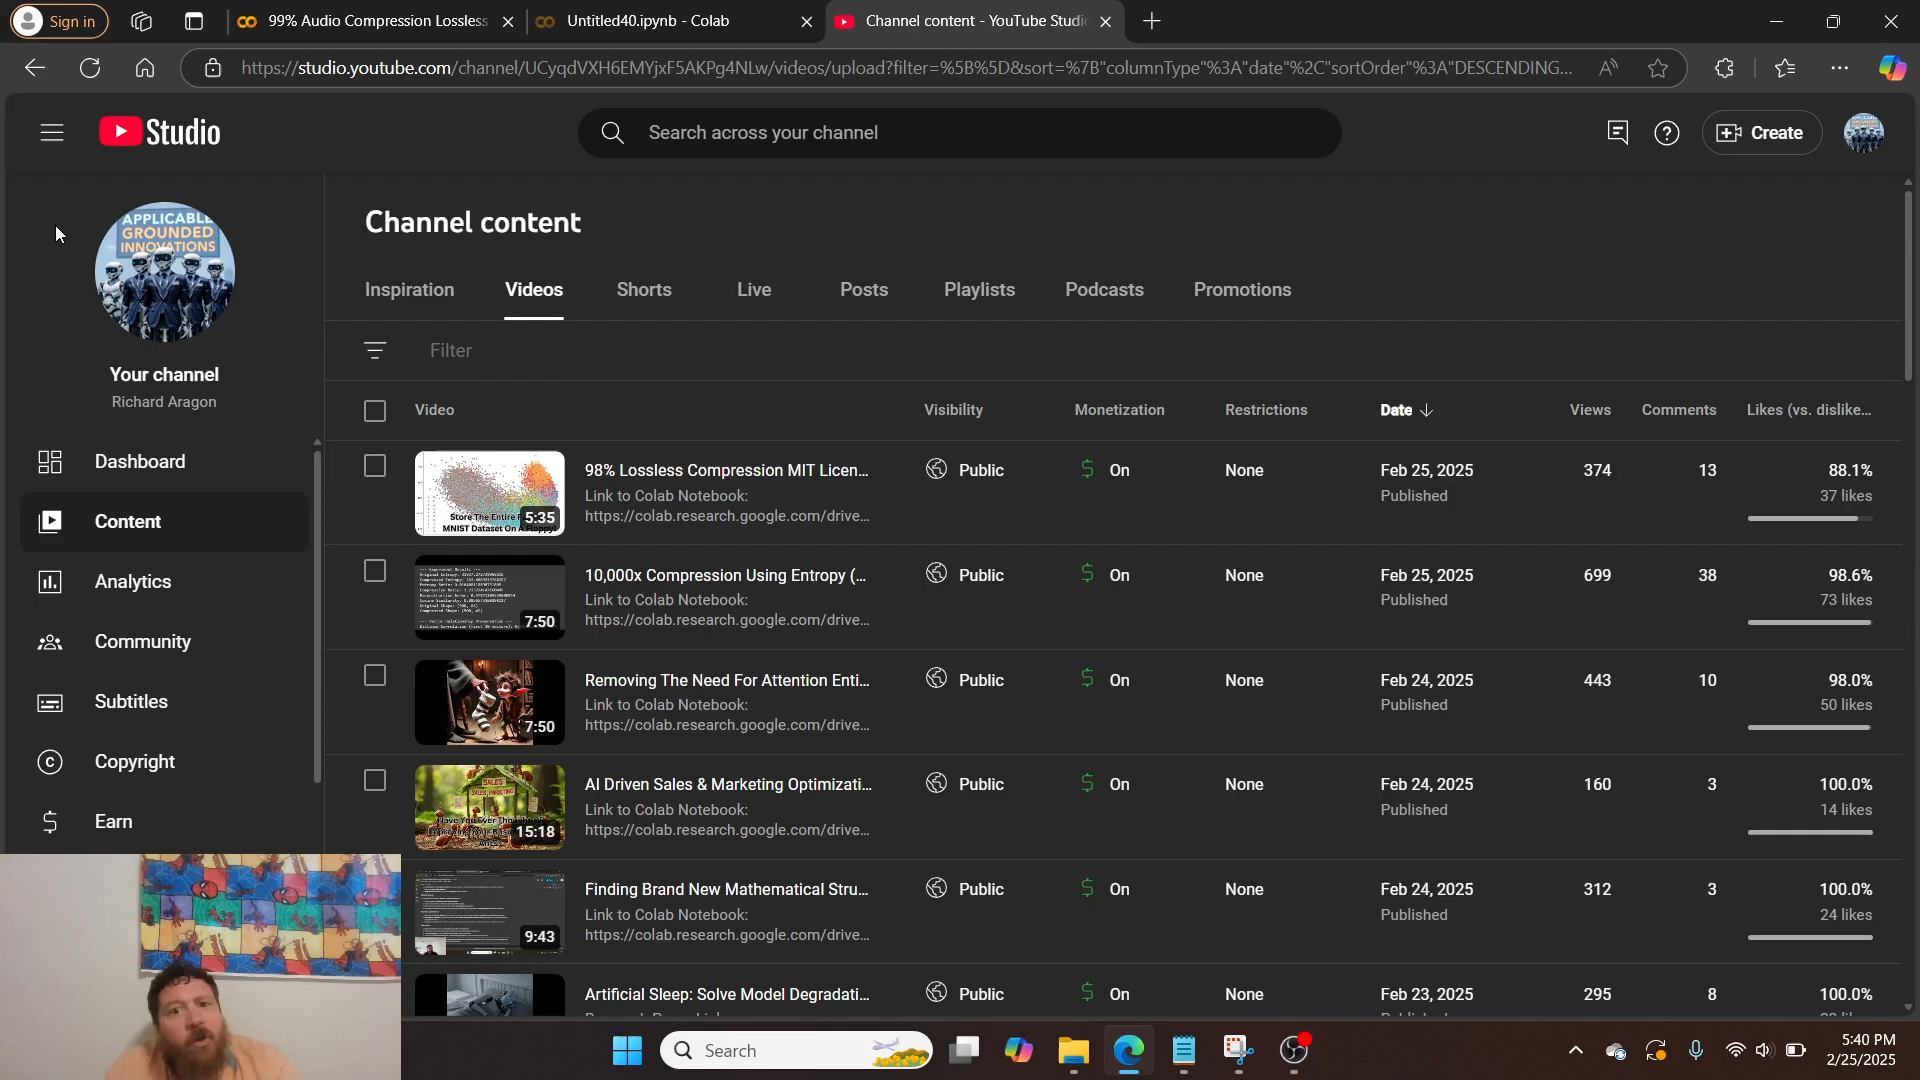 Sign in
99% Audio Compression Lossless
Untitled40.ipynb - Colab
Channel content - YouTube Studi
https://studio.youtube.com/channel/UCyqdVXH6EMYjxF5AKPg4NLw/videos/upload?filter=%5B%5D&sort=%7B"columnType"%3A"date"%2C"sortOrder"%3A"DESCENDING...
Studio
Search across your channel
Create
APPLICABLE
GROUNDED
INNOVATIONS
Your channel
Richard Aragon
Dashboard
Content
Analytics
Community
Subtitles
Copyright
Earn
Channel content
Inspiration Videos Shorts Live Posts Playlists Podcasts Promotions
Filter
Video Visibility Monetization Restrictions Date Views Comments Likes (vs. dislike...
98% Lossless Compression MIT Licen... Public On None Feb 25, 2025 374 13 88.1%
Link to Colab Notebook: Published 37 likes
https://colab.research.google.com/drive...
Store The Entire
MNIST Dataset On A Floppy!
5:35
10,000x Compression Using Entropy (... Public On None Feb 25, 2025 699 38 98.6%
Link to Colab Notebook: Published 73 likes
https://colab.research.google.com/drive...
7:50
Removing The Need For Attention Enti... Public On None Feb 24, 2025 443 10 98.0%
Link to Colab Notebook: Published 50 likes
https://colab.research.google.com/drive...
7:50
AI Driven Sales & Marketing Optimizati... Public On None Feb 24, 2025 160 3 100.0%
Link to Colab Notebook: Published 14 likes
https://colab.research.google.com/drive...
SALES
15:18
Finding Brand New Mathematical Stru... Public On None Feb 24, 2025 312 3 100.0%
Link to Colab Notebook: Published 24 likes
https://colab.research.google.com/drive...
9:43
Artificial Sleep: Solve Model Degradati... Public On None Feb 23, 2025 295 8 100.0%
Search
5:40 PM
2/25/2025